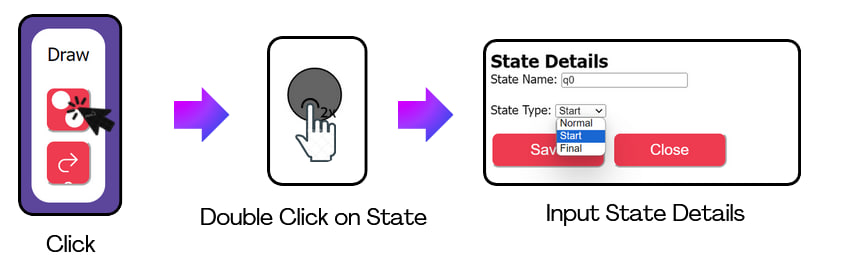 Draw
Click
2x
Double Click on State
State Details
State Name: q0
State Type: Start
Normal
Start
Final
Sav
Close
Input State Details